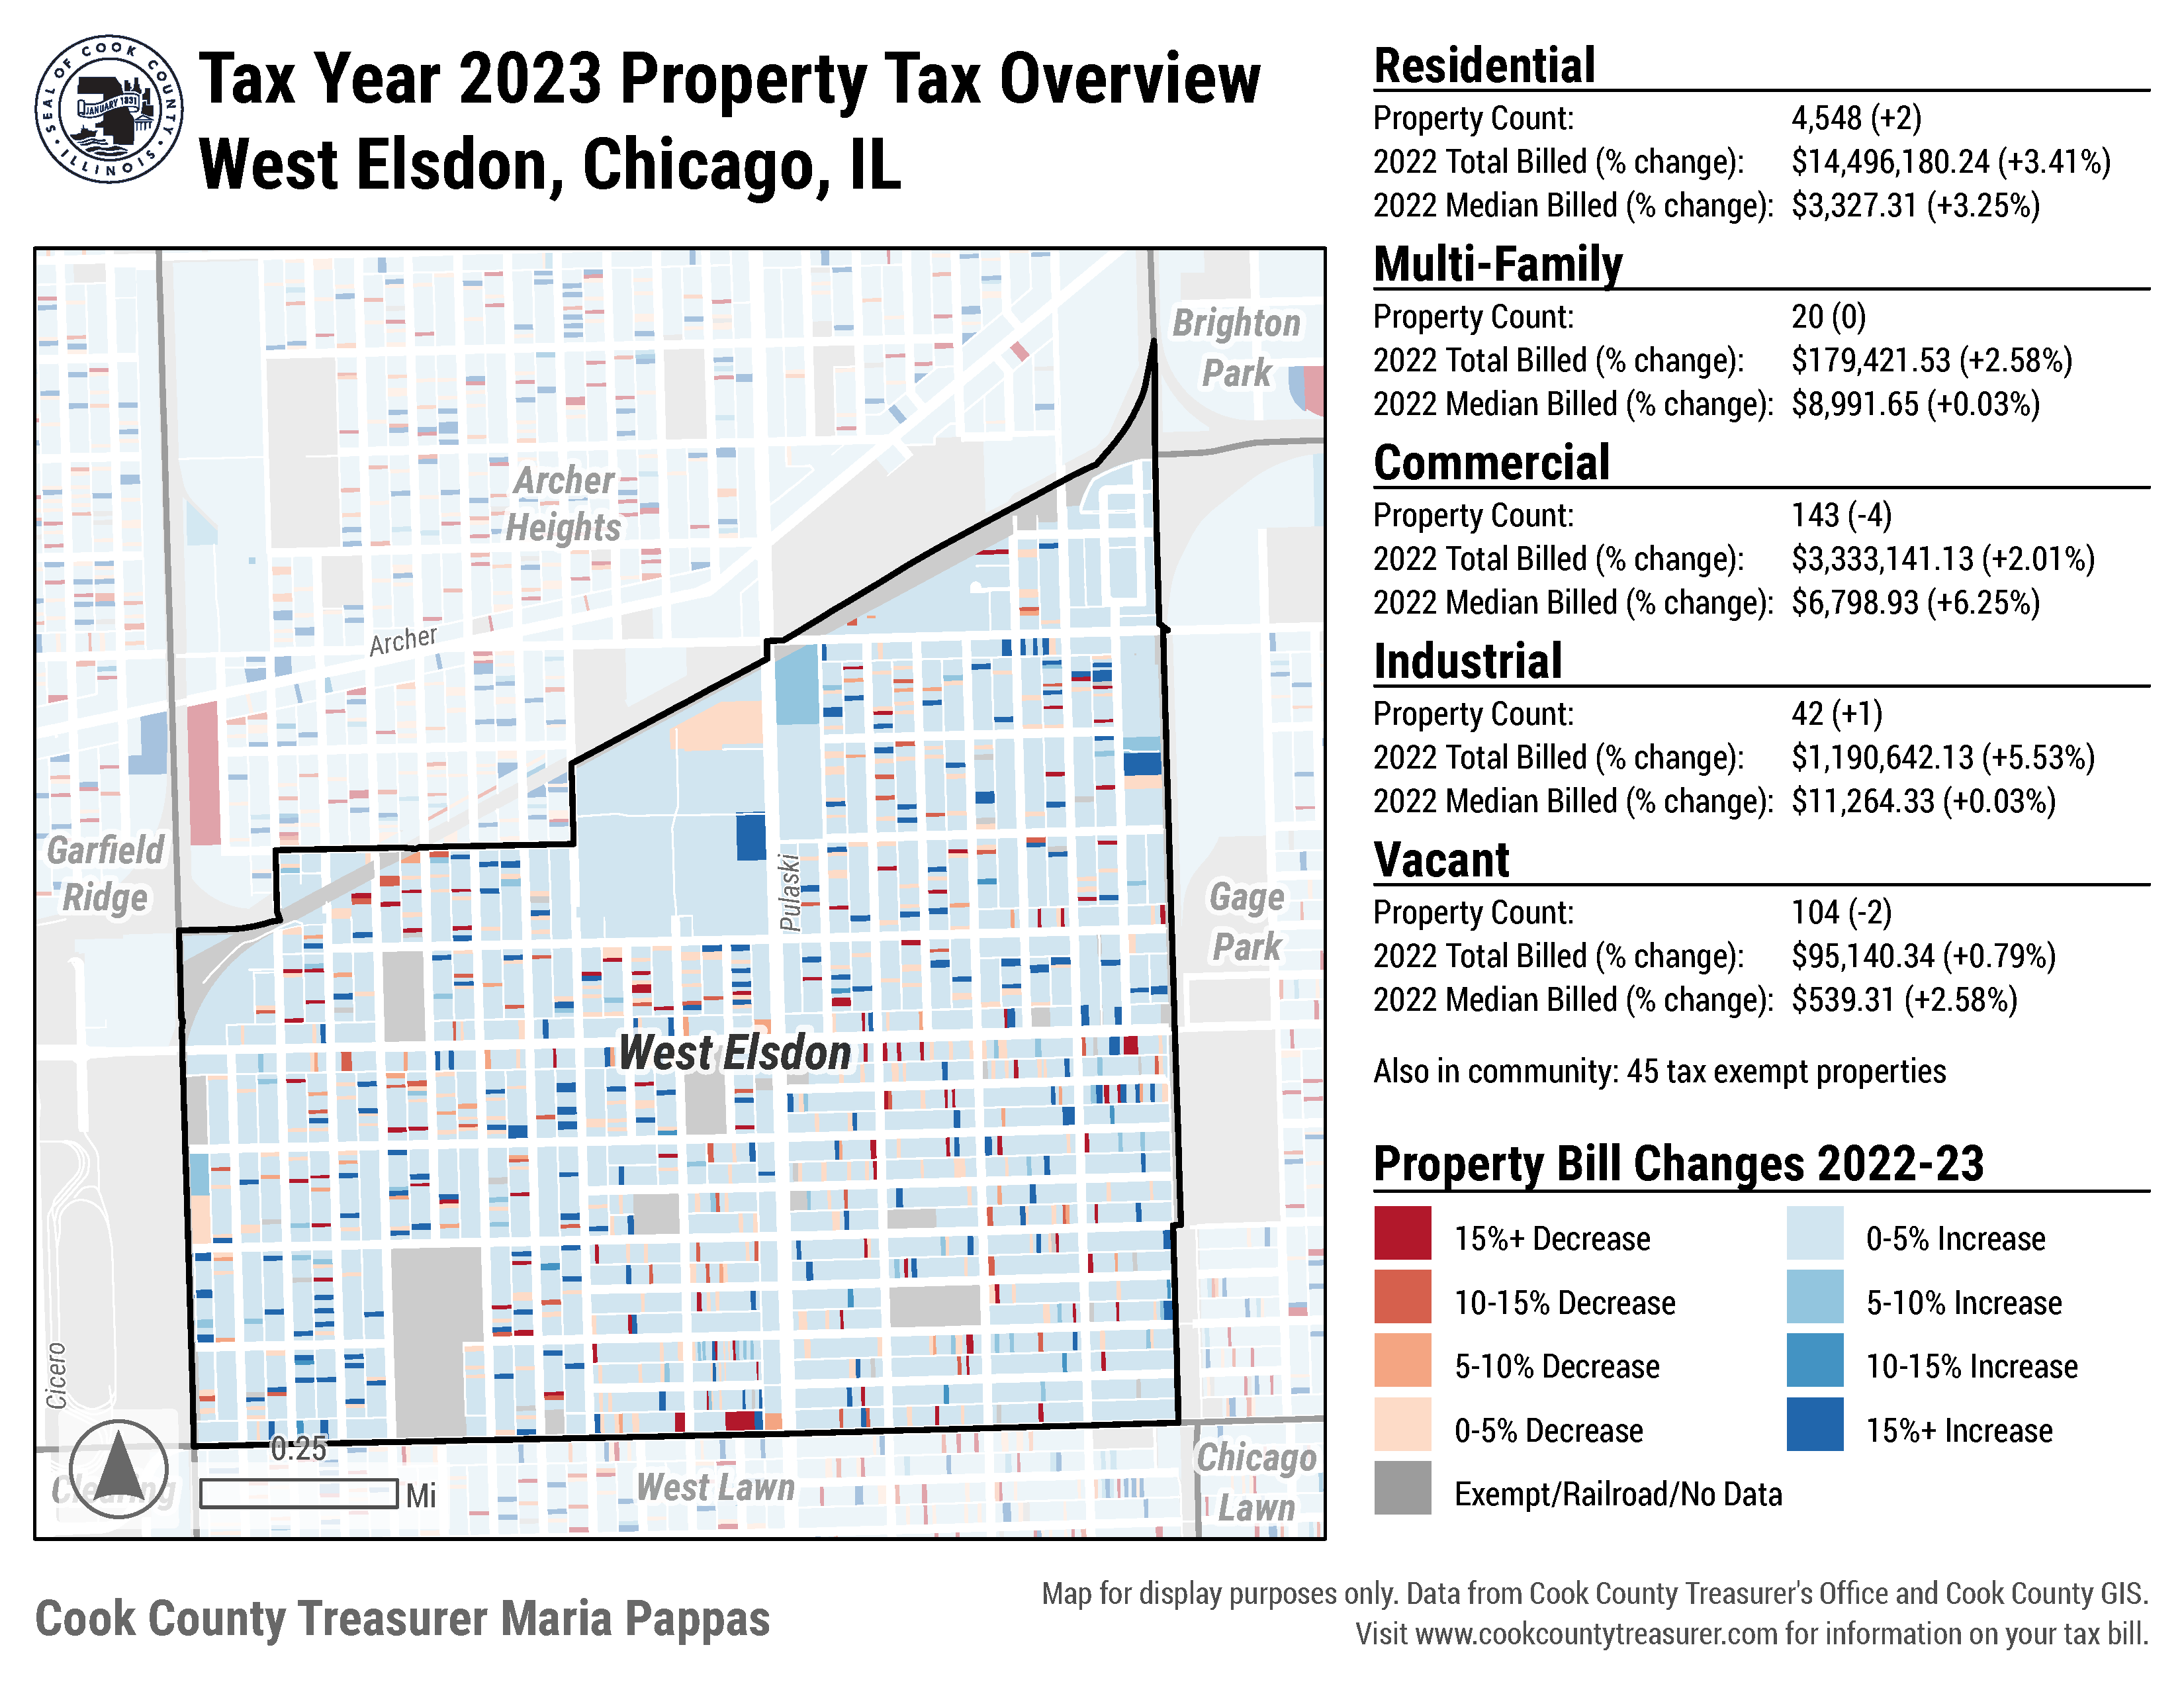 SEAL OF COOK COUNTY
JANUARY 1831
• ILLINOIS •
Tax Year 2023 Property Tax Overview
West Elsdon, Chicago, IL
Brighton
Park
Archer
Heights
Archer
Garfield
Ridge
Pulaski
Gage
Park
West Elsdon
Cicero
0.25
Mi
Clearing
West Lawn
Chicago
Lawn
Residential
Property Count: 4,548 (+2)
2022 Total Billed (% change): $14,496,180.24 (+3.41%)
2022 Median Billed (% change): $3,327.31 (+3.25%)
Multi-Family
Property Count: 20 (0)
2022 Total Billed (% change): $179,421.53 (+2.58%)
2022 Median Billed (% change): $8,991.65 (+0.03%)
Commercial
Property Count: 143 (-4)
2022 Total Billed (% change): $3,333,141.13 (+2.01%)
2022 Median Billed (% change): $6,798.93 (+6.25%)
Industrial
Property Count: 42 (+1)
2022 Total Billed (% change): $1,190,642.13 (+5.53%)
2022 Median Billed (% change): $11,264.33 (+0.03%)
Vacant
Property Count: 104 (-2)
2022 Total Billed (% change): $95,140.34 (+0.79%)
2022 Median Billed (% change): $539.31 (+2.58%)
Also in community: 45 tax exempt properties
Property Bill Changes 2022-23
15%+ Decrease
10-15% Decrease
5-10% Decrease
0-5% Decrease
Exempt/Railroad/No Data
0-5% Increase
5-10% Increase
10-15% Increase
15%+ Increase
Cook County Treasurer Maria Pappas
Map for display purposes only. Data from Cook County Treasurer's Office and Cook County GIS.
Visit www.cookcountytreasurer.com for information on your tax bill.